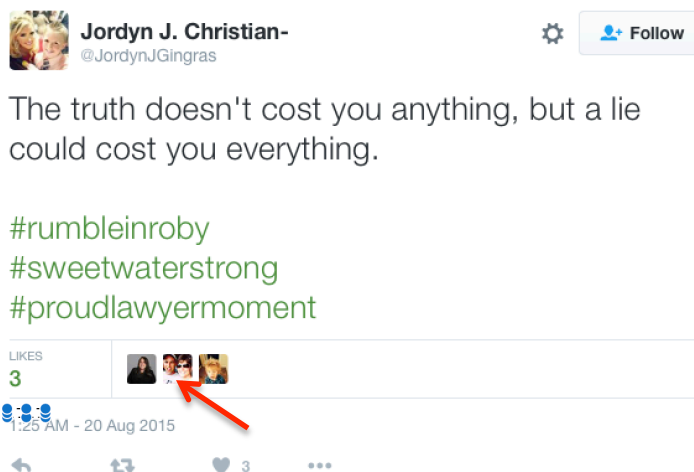 Jordyn J. Christian-
@JordynJGingras
Follow
The truth doesn't cost you anything, but a lie
could cost you everything.
#rumbleinroby
#sweetwaterstrong
#proudlawyermoment
LIKES
3
1:25 AM - 20 Aug 2015
3